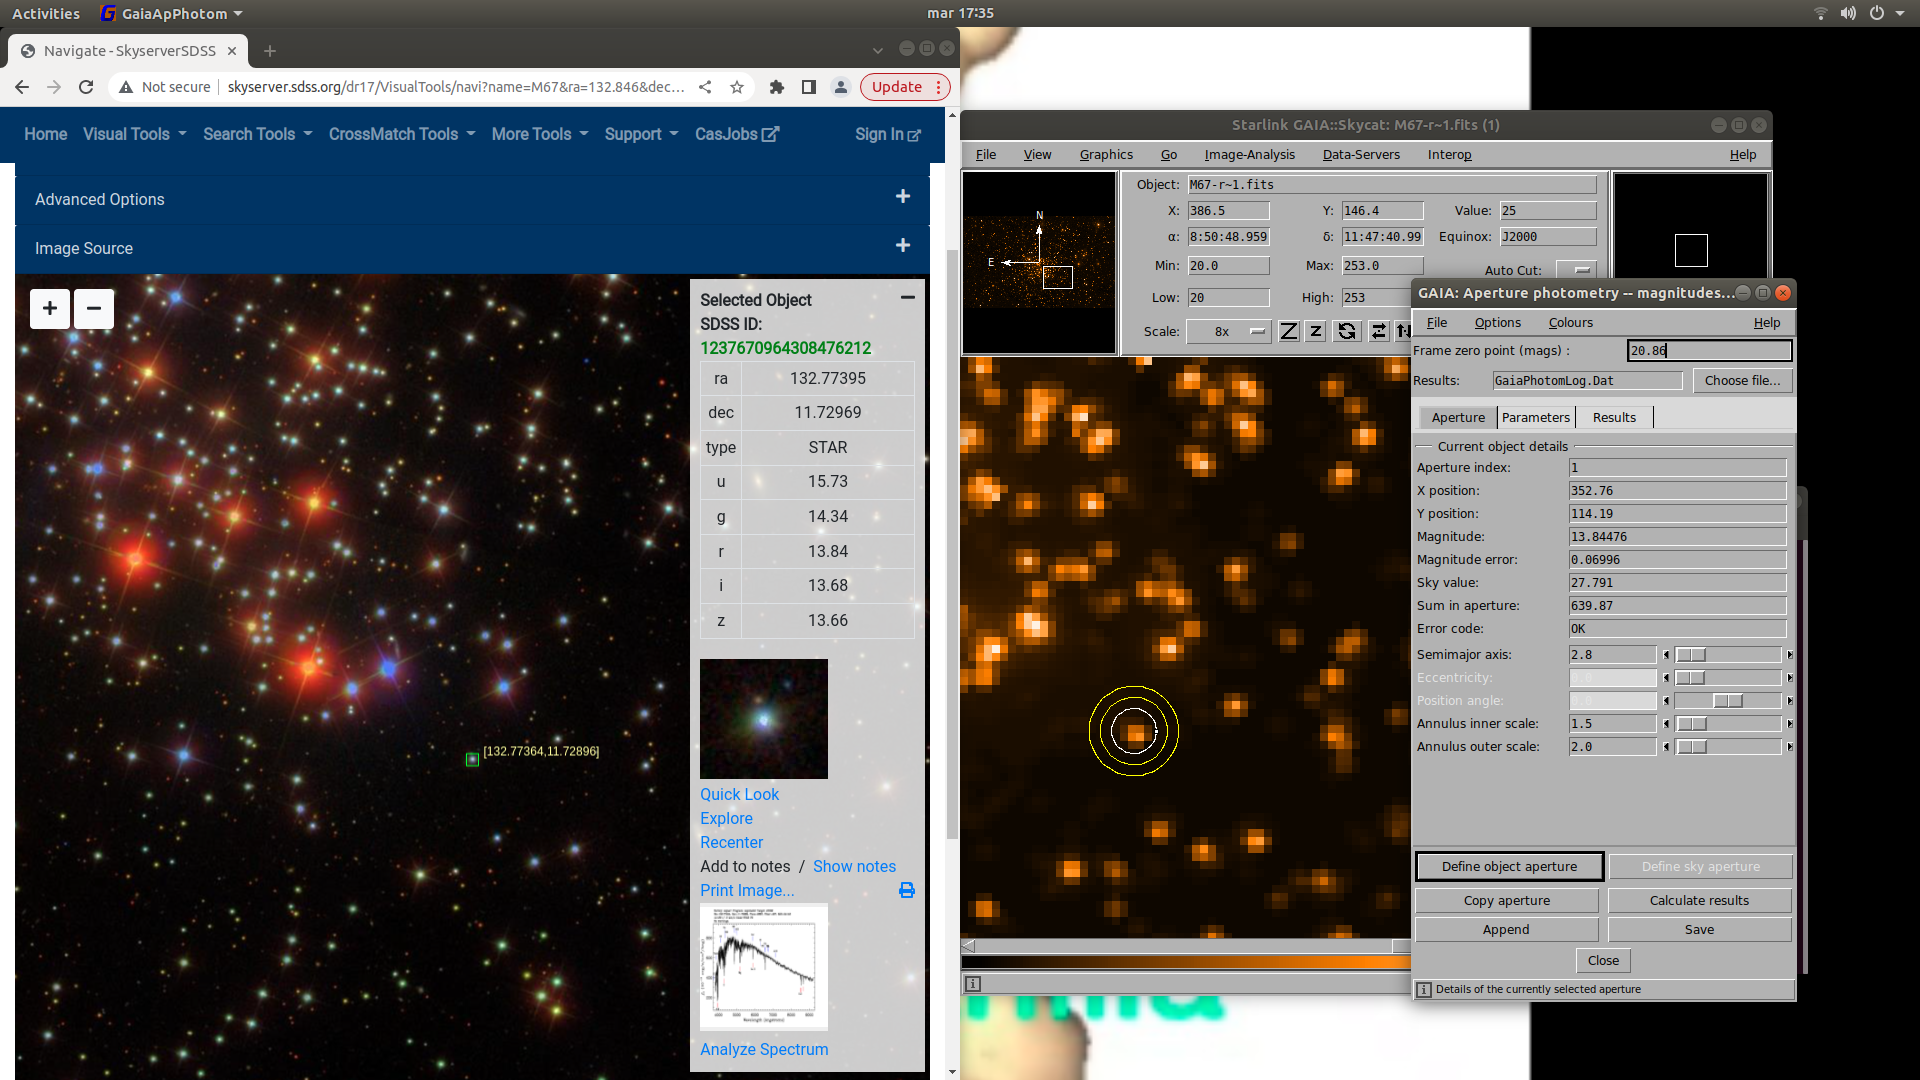 Activities GaiaApPhotom mar 17:35
Navigate - SkyserverSDSS
Not secure skyserver.sdss.org/dr17/VisualTools/navi?name=M67&ra=132.846&dec... Update
Home Visual Tools Search Tools CrossMatch Tools More Tools Support CasJobs Sign In
Advanced Options +
Image Source +
+ −
Selected Object
SDSS ID:
1237670964308476212
ra 132.77395
dec 11.72969
type STAR
u 15.73
g 14.34
r 13.84
i 13.68
z 13.66
[132.77364,11.72896]
Quick Look
Explore
Recenter
Add to notes / Show notes
Print Image...
Analyze Spectrum
Starlink GAIA::Skycat: M67-r~1.fits (1)
File View Graphics Go Image-Analysis Data-Servers Interop Help
N
E
Object: M67-r~1.fits
X: 386.5 Y: 146.4 Value: 25
α: 8:50:48.959 δ: 11:47:40.99 Equinox: J2000
Min: 20.0 Max: 253.0 Auto Cut:
Low: 20 High: 253
Scale: 8x Z z
GAIA: Aperture photometry -- magnitudes...
File Options Colours Help
Frame zero point (mags) : 20.86
Results: GaiaPhotomLog.Dat Choose file...
Aperture Parameters Results
Current object details
Aperture index: 1
X position: 352.76
Y position: 114.19
Magnitude: 13.84476
Magnitude error: 0.06996
Sky value: 27.791
Sum in aperture: 639.87
Error code: OK
Semimajor axis: 2.8
Eccentricity: 0.0
Position angle: 0.0
Annulus inner scale: 1.5
Annulus outer scale: 2.0
Define object aperture Define sky aperture
Copy aperture Calculate results
Append Save
Close
Details of the currently selected aperture